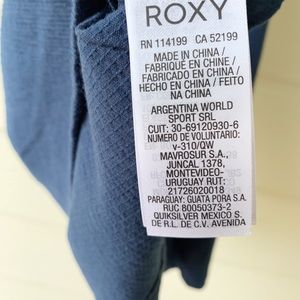 ROXY
RN 114199 CA 52199
MADE IN CHINA /
FABRIQUÉ EN CHINE /
FABRICADO EN CHINA /
HECHO EN CHINA / FEITO
NA CHINA
ARGENTINA WORLD
SPORT SRL
CUIT: 30-69120930-6
NUMERO DE VOLUNTARIO:
v-310/QW
MAVROSUR S.A.,
JUNCAL 1378,
MONTEVIDEO-
URUGUAY RUT:
21726020018
PARAGUAY: GUATA PORA S.A.
RUC 80050373-2
QUIKSILVER MEXICO S.
DE R.L. DE C.V. AVENIDA